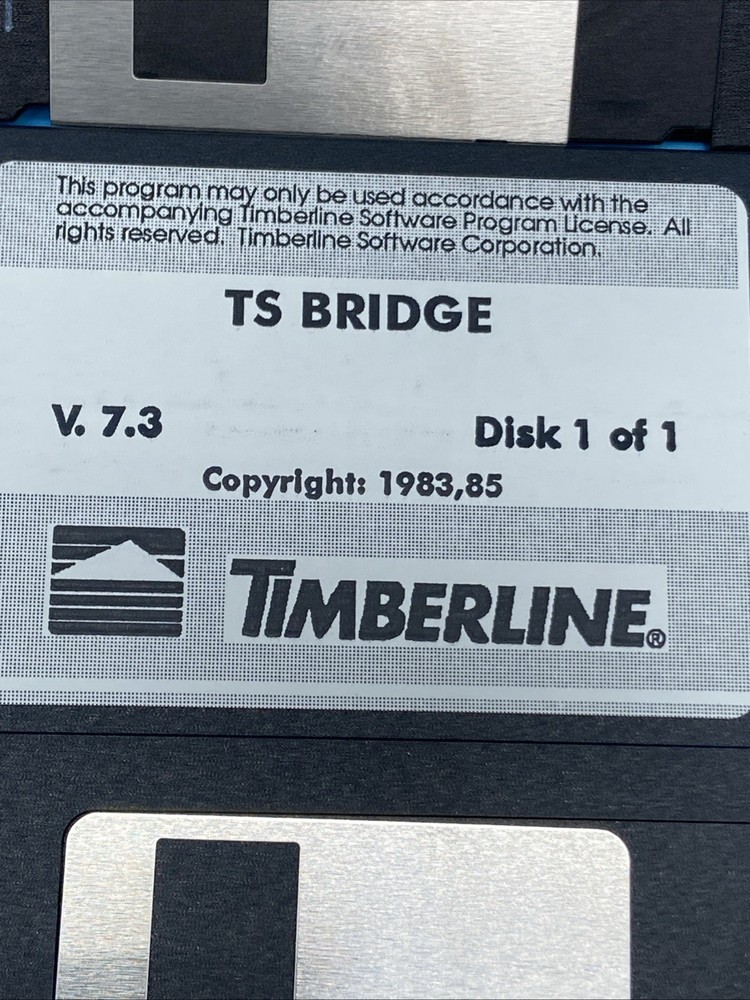 This program may only be used accordance with the
accompanying Timberline Software Program License. All
rights reserved. Timberline Software Corporation.
TS BRIDGE
V. 7.3 Disk 1 of 1
Copyright: 1983,85
TIMBERLINE®